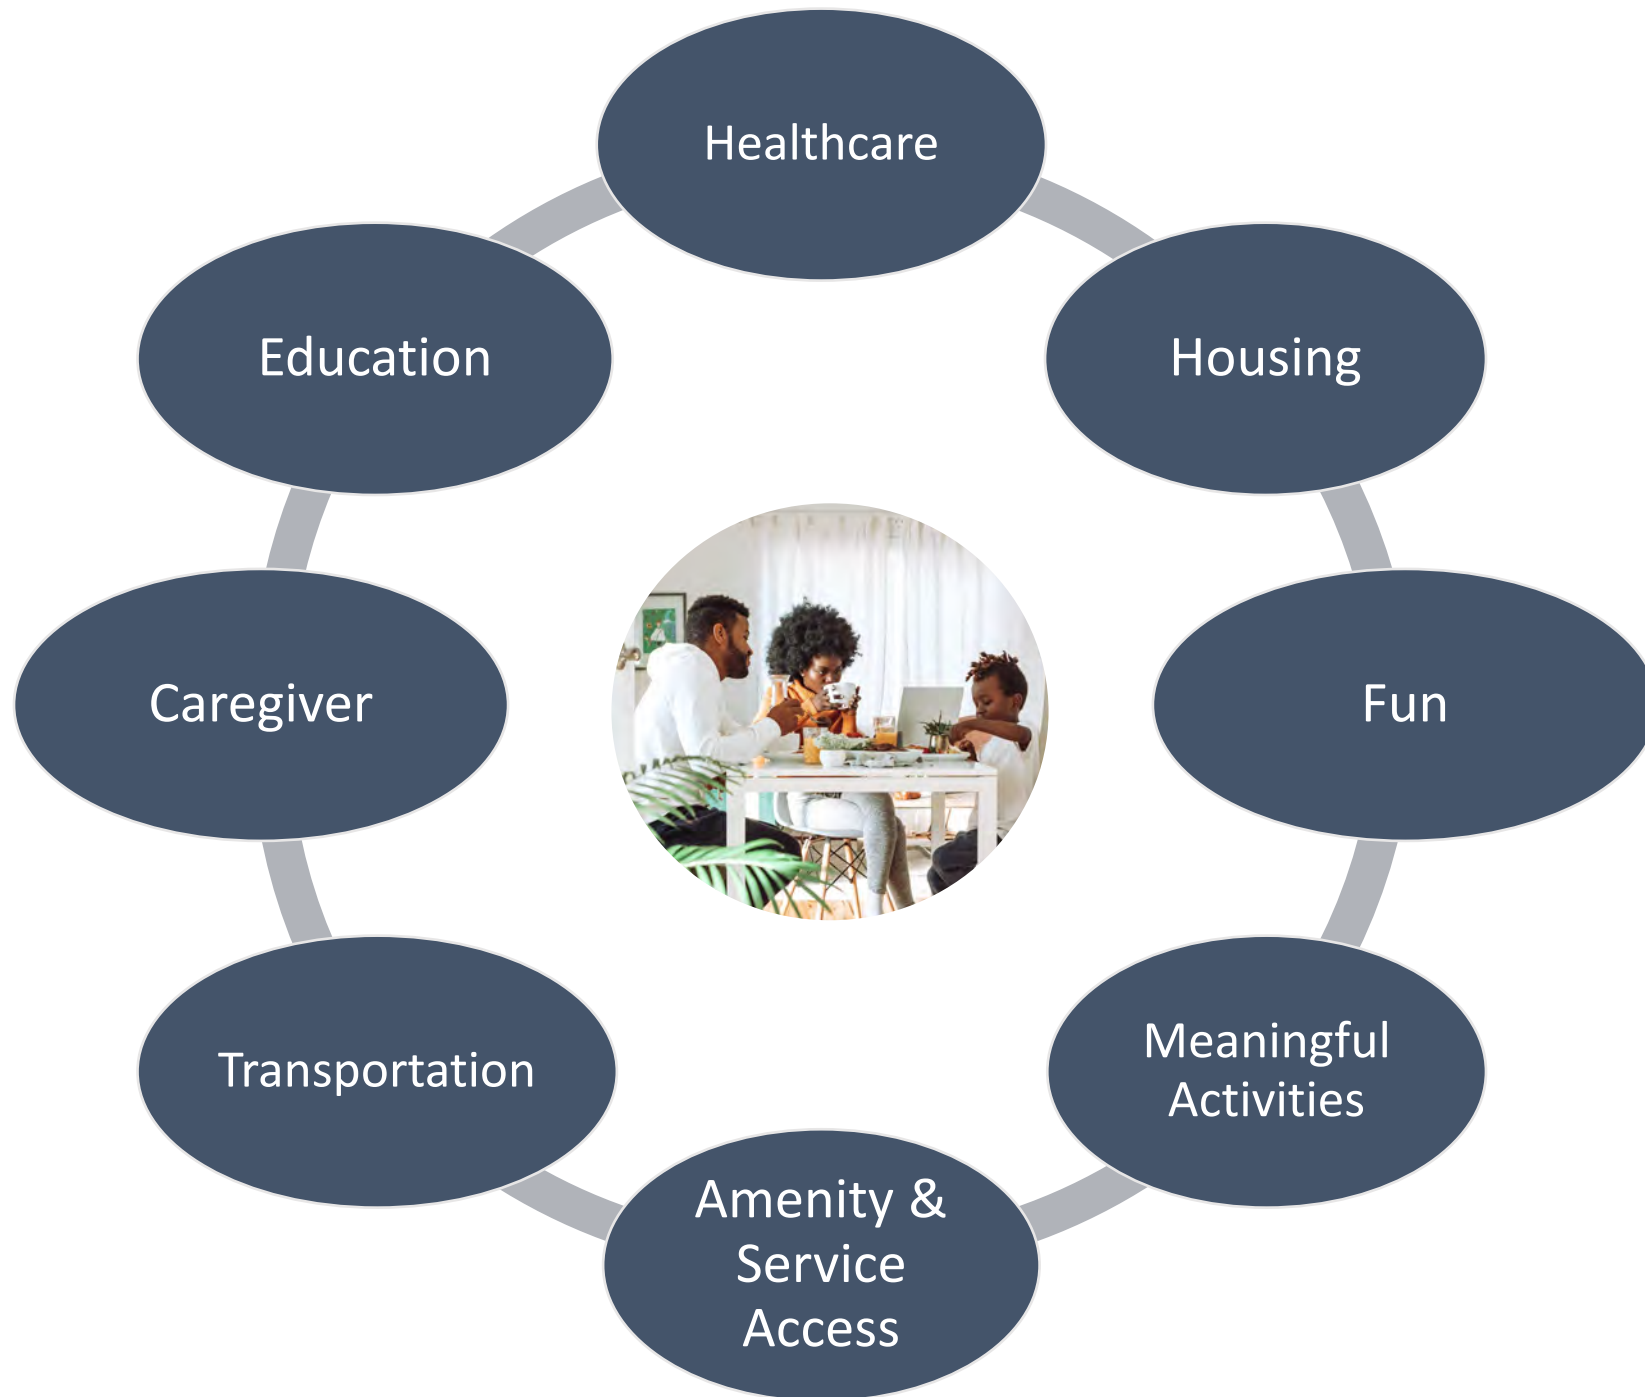 Healthcare
Housing
Fun
Meaningful
Activities
Amenity &
Service
Access
Transportation
Caregiver
Education